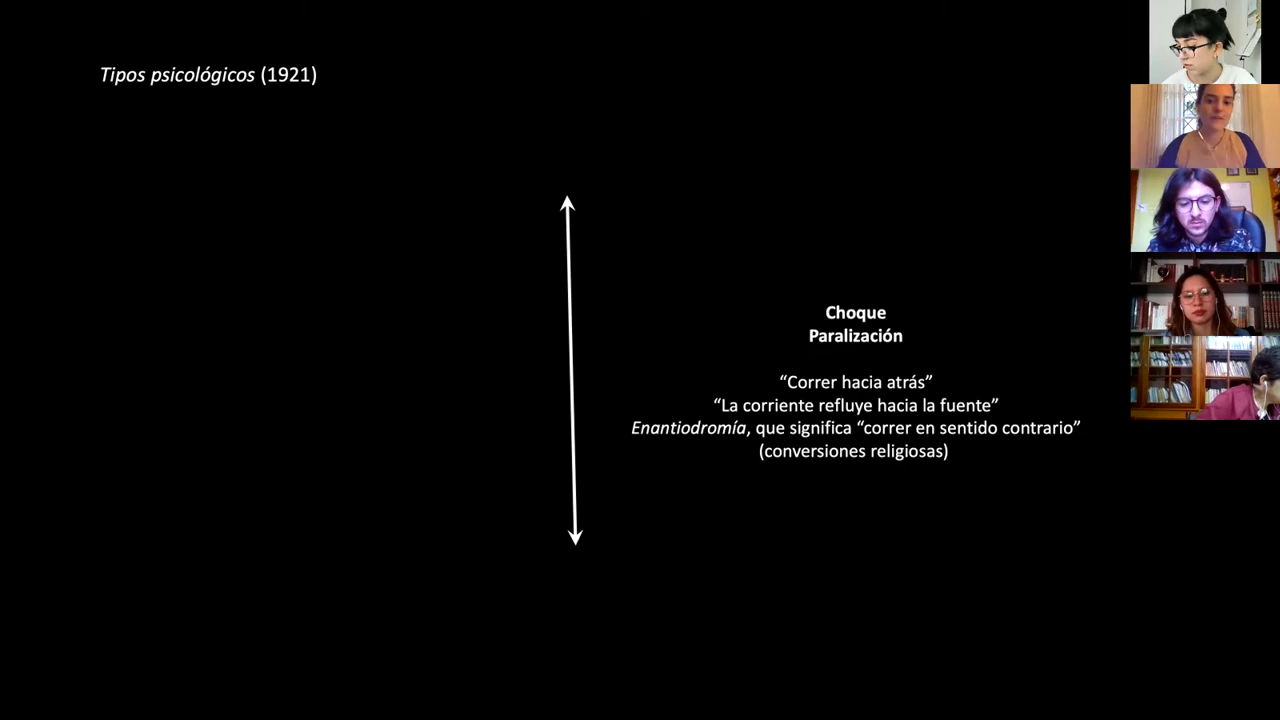 Tipos psicológicos (1921)
Choque
Paralización
“Correr hacia atrás”
“La corriente refluye hacia la fuente”
Enantiodromía, que significa “correr en sentido contrario”
(conversiones religiosas)